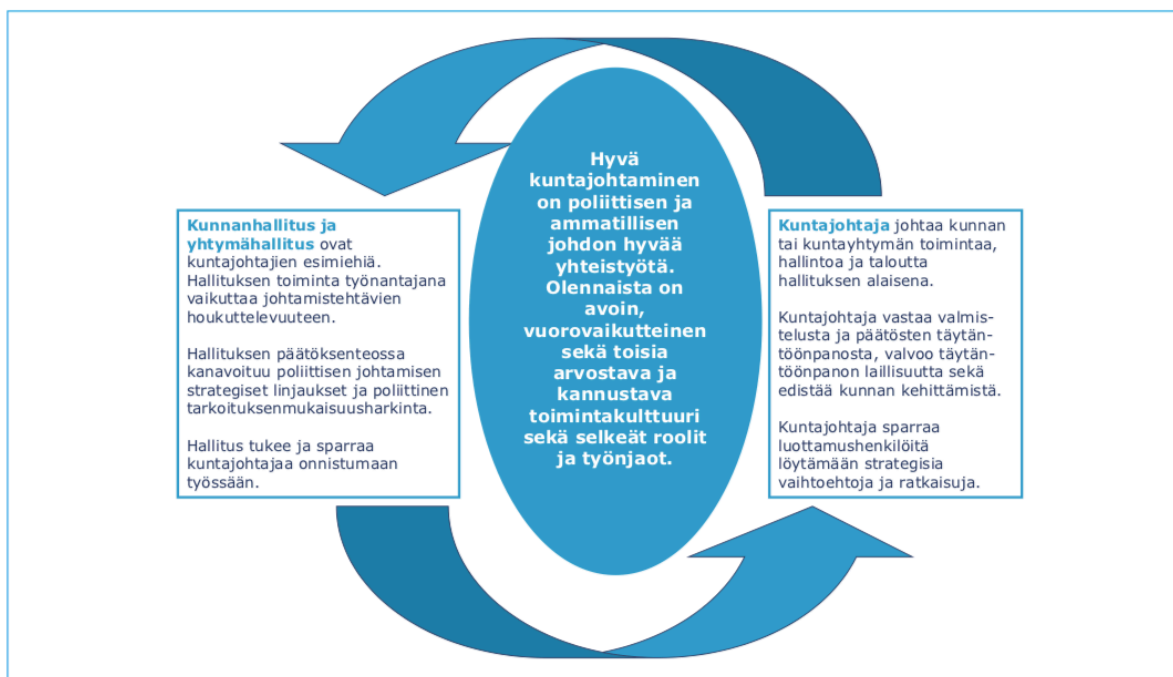 Kunnanhallitus ja
yhtymähallitus ovat
kuntajohtajien esimiehiä.
Hallituksen toiminta työnantajana
vaikuttaa johtamistehtävien
houkuttelevuuteen.
Hallituksen päätöksenteossa
kanavoituu poliittisen johtamisen
strategiset linjaukset ja poliittinen
tarkoituksenmukaisuusharkinta.
Hallitus tukee ja sparraa
kuntajohtajaa onnistumaan
työssään.
Hyvä
kuntajohtaminen
on poliittisen ja
ammatillisen
johdon hyvää
yhteistyötä.
Olennaista on
avoin,
vuorovaikutteinen
sekä toisia
arvostava ja
kannustava
toimintakulttuuri
sekä selkeät roolit
ja työnjaot.
Kuntajohtaja johtaa kunnan
tai kuntayhtymän toimintaa,
hallintoa ja taloutta
hallituksen alaisena.
Kuntajohtaja vastaa valmis-
telusta ja päätösten täytän-
töönpanosta, valvoo täytän-
töönpanon laillisuutta sekä
edistää kunnan kehittämistä.
Kuntajohtaja sparraa
luottamushenkilöitä
löytämään strategisia
vaihtoehtoja ja ratkaisuja.